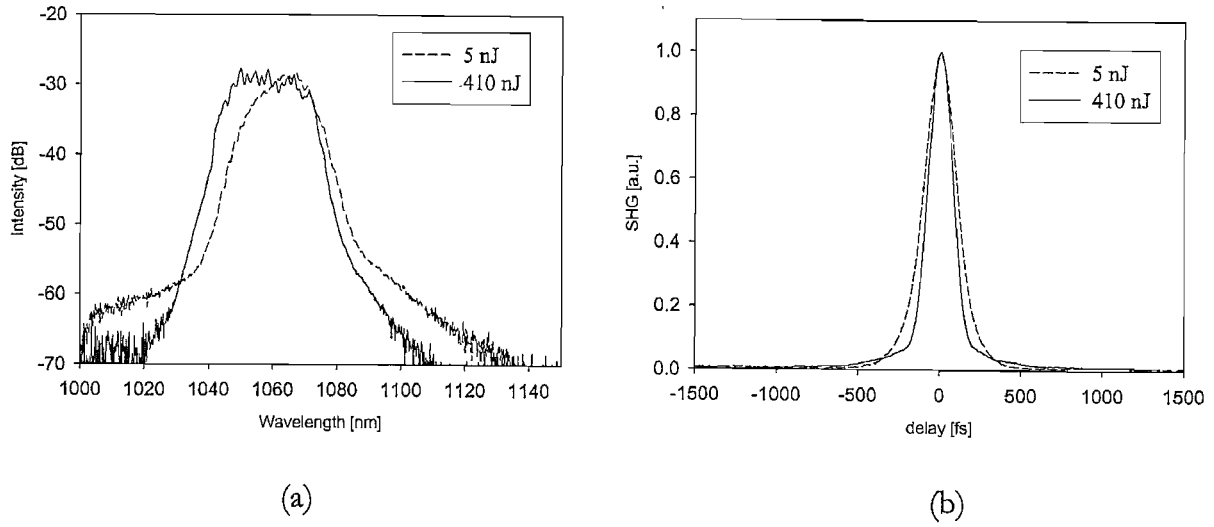 -20
-30
-40
-50
-60
-70
Intensity [dB]
5 nJ
410 nJ
1000 1020 1040 1060 1080 1100 1120 1140
Wavelength [nm]
(a)
1.0
0.8
0.6
0.4
0.2
0.0
SHG [a.u.]
5 nJ
410 nJ
-1500 -1000 -500 0 500 1000 1500
delay [fs]
(b)